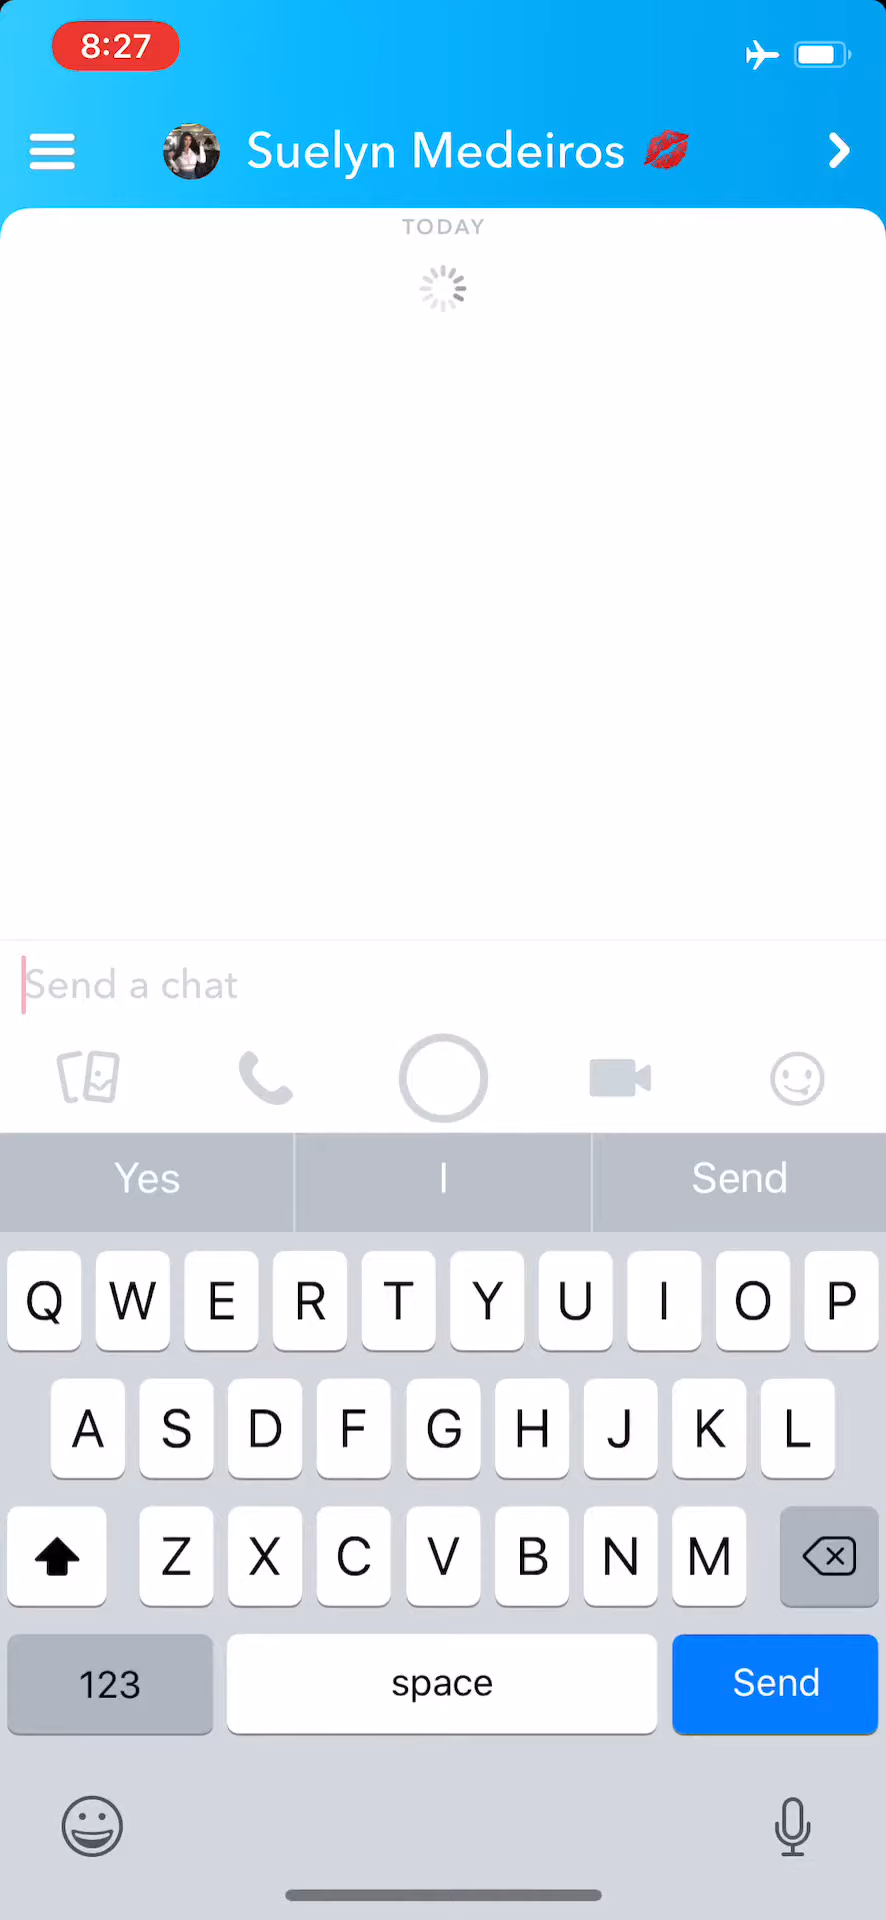 8:27
Suelyn Medeiros 💋
TODAY
Send a chat
Yes I Send
Q W E R T Y U I O P
A S D F G H J K L
Z X C V B N M
123 space Send